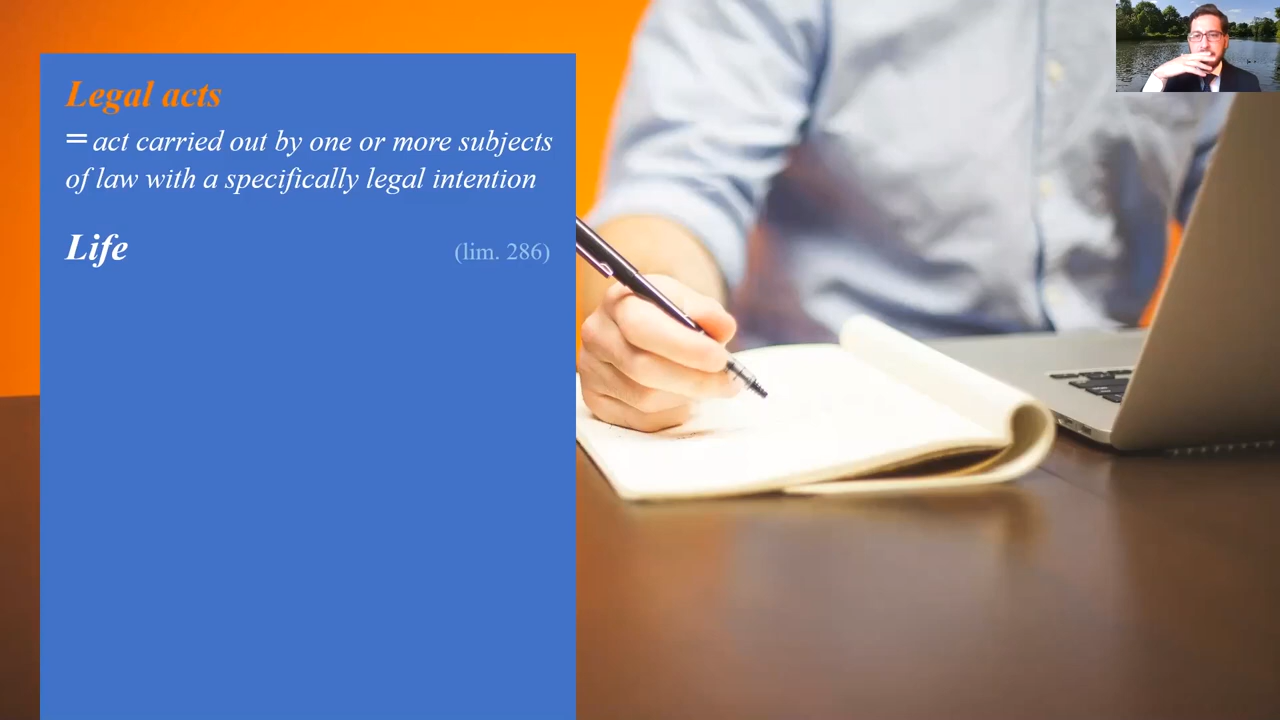 Legal acts
= act carried out by one or more subjects
of law with a specifically legal intention
Life (lim. 286)